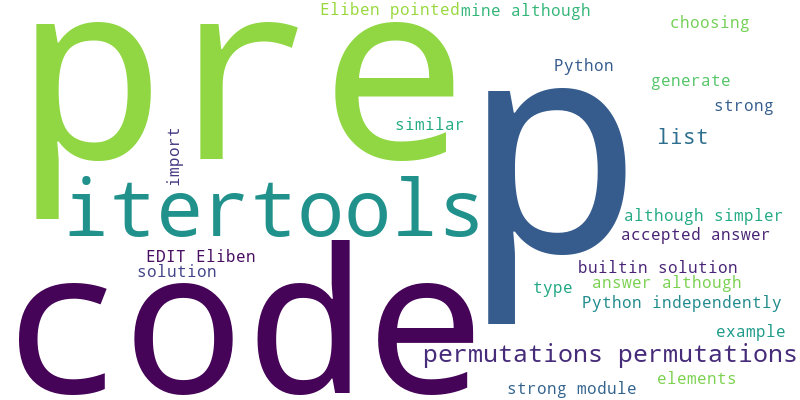 Eliben pointed
mine although
choosing
pre
Python
generate
p
strong
similar
list
import
itertools
although simpler
accepted answer
EDIT Eliben
solution
builtin solution
code
answer although
type
Python independently
example
permutations permutations
elements
strong module